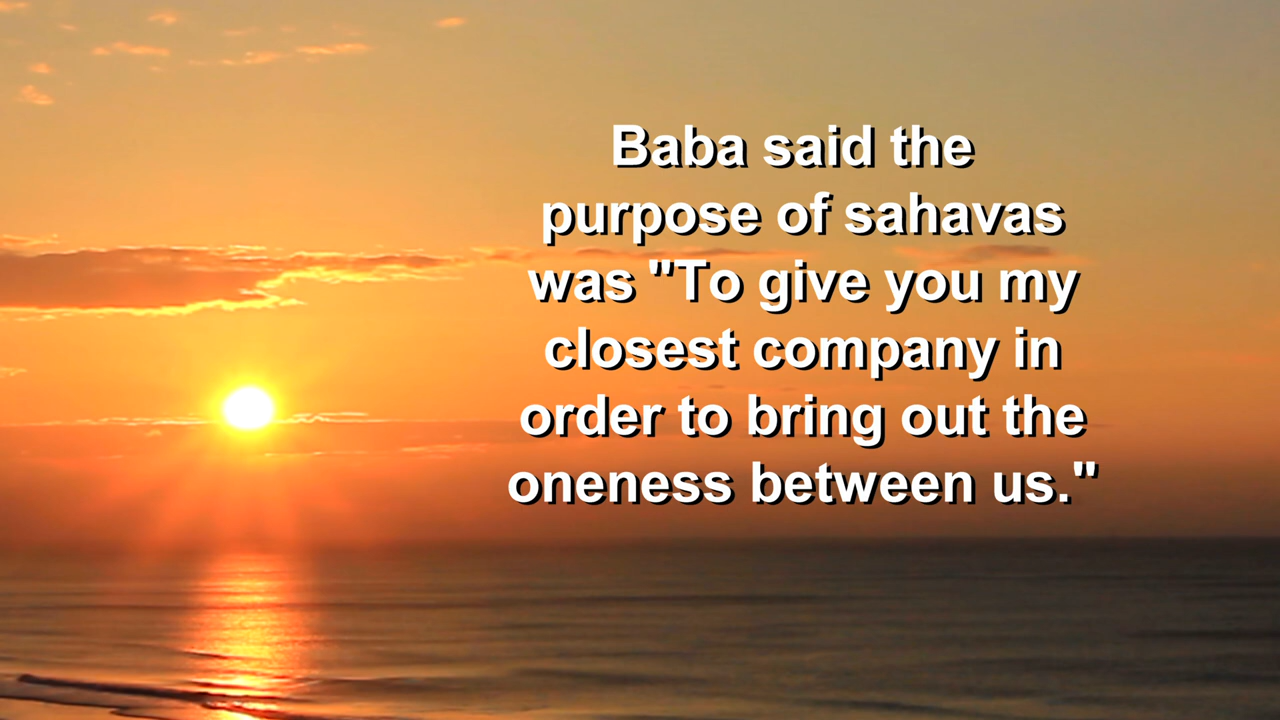 Baba said the
purpose of sahavas
was "To give you my
closest company in
order to bring out the
oneness between us."